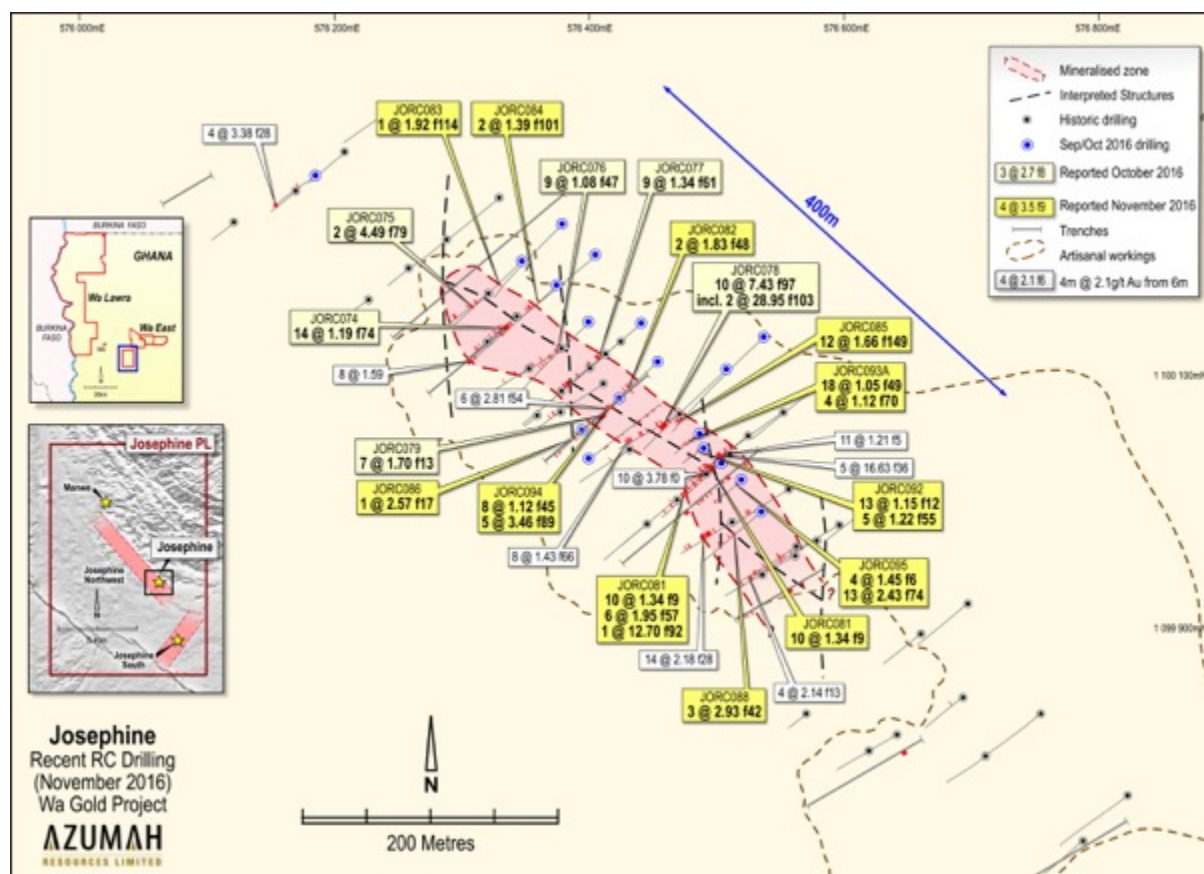 576 000mE
576 200mE
576 400mE
576 600mE
576 800mE
Mineralised zone
Interpreted Structures
Historic drilling
Sep/Oct 2016 drilling
3 @ 2.7 f8 Reported October 2016
4 @ 3.5 f9 Reported November 2016
Trenches
Artisanal workings
4 @ 2.1 f6 4m @ 2.1g/t Au from 6m
4 @ 3.38 f28
JORC083
1 @ 1.92 f114
JORC084
2 @ 1.39 f101
JORC076
9 @ 1.08 f47
JORC077
9 @ 1.34 f61
400m
JORC075
2 @ 4.49 f79
JORC082
2 @ 1.83 f48
JORC078
10 @ 7.43 f97
incl. 2 @ 28.95 f103
JORC074
14 @ 1.19 f74
JORC085
12 @ 1.66 f149
8 @ 1.59
JORC093A
18 @ 1.05 f49
4 @ 1.12 f70
1 100 100mN
6 @ 2.81 f54
11 @ 1.21 f5
JORC079
7 @ 1.70 f13
5 @ 16.63 f36
10 @ 3.78 f0
JORC086
1 @ 2.57 f17
JORC094
8 @ 1.12 f45
5 @ 3.46 f89
JORC092
13 @ 1.15 f12
5 @ 1.22 f55
8 @ 1.43 f66
JORC095
4 @ 1.45 f6
13 @ 2.43 f74
JORC081
10 @ 1.34 f9
6 @ 1.95 f57
1 @ 12.70 f92
?
JORC081
10 @ 1.34 f9
1 099 900mN
14 @ 2.18 f28
4 @ 2.14 f13
JORC088
3 @ 2.93 f42
BURKINA FASO
GHANA
Wa Lawra
Wa East
BURKINA
FASO
N
Josephine PL
Josephine
Josephine
Northwest
N
Josephine
South
Josephine
Recent RC Drilling
(November 2016)
Wa Gold Project
AZUMAH
RESOURCES LIMITED
N
200 Metres